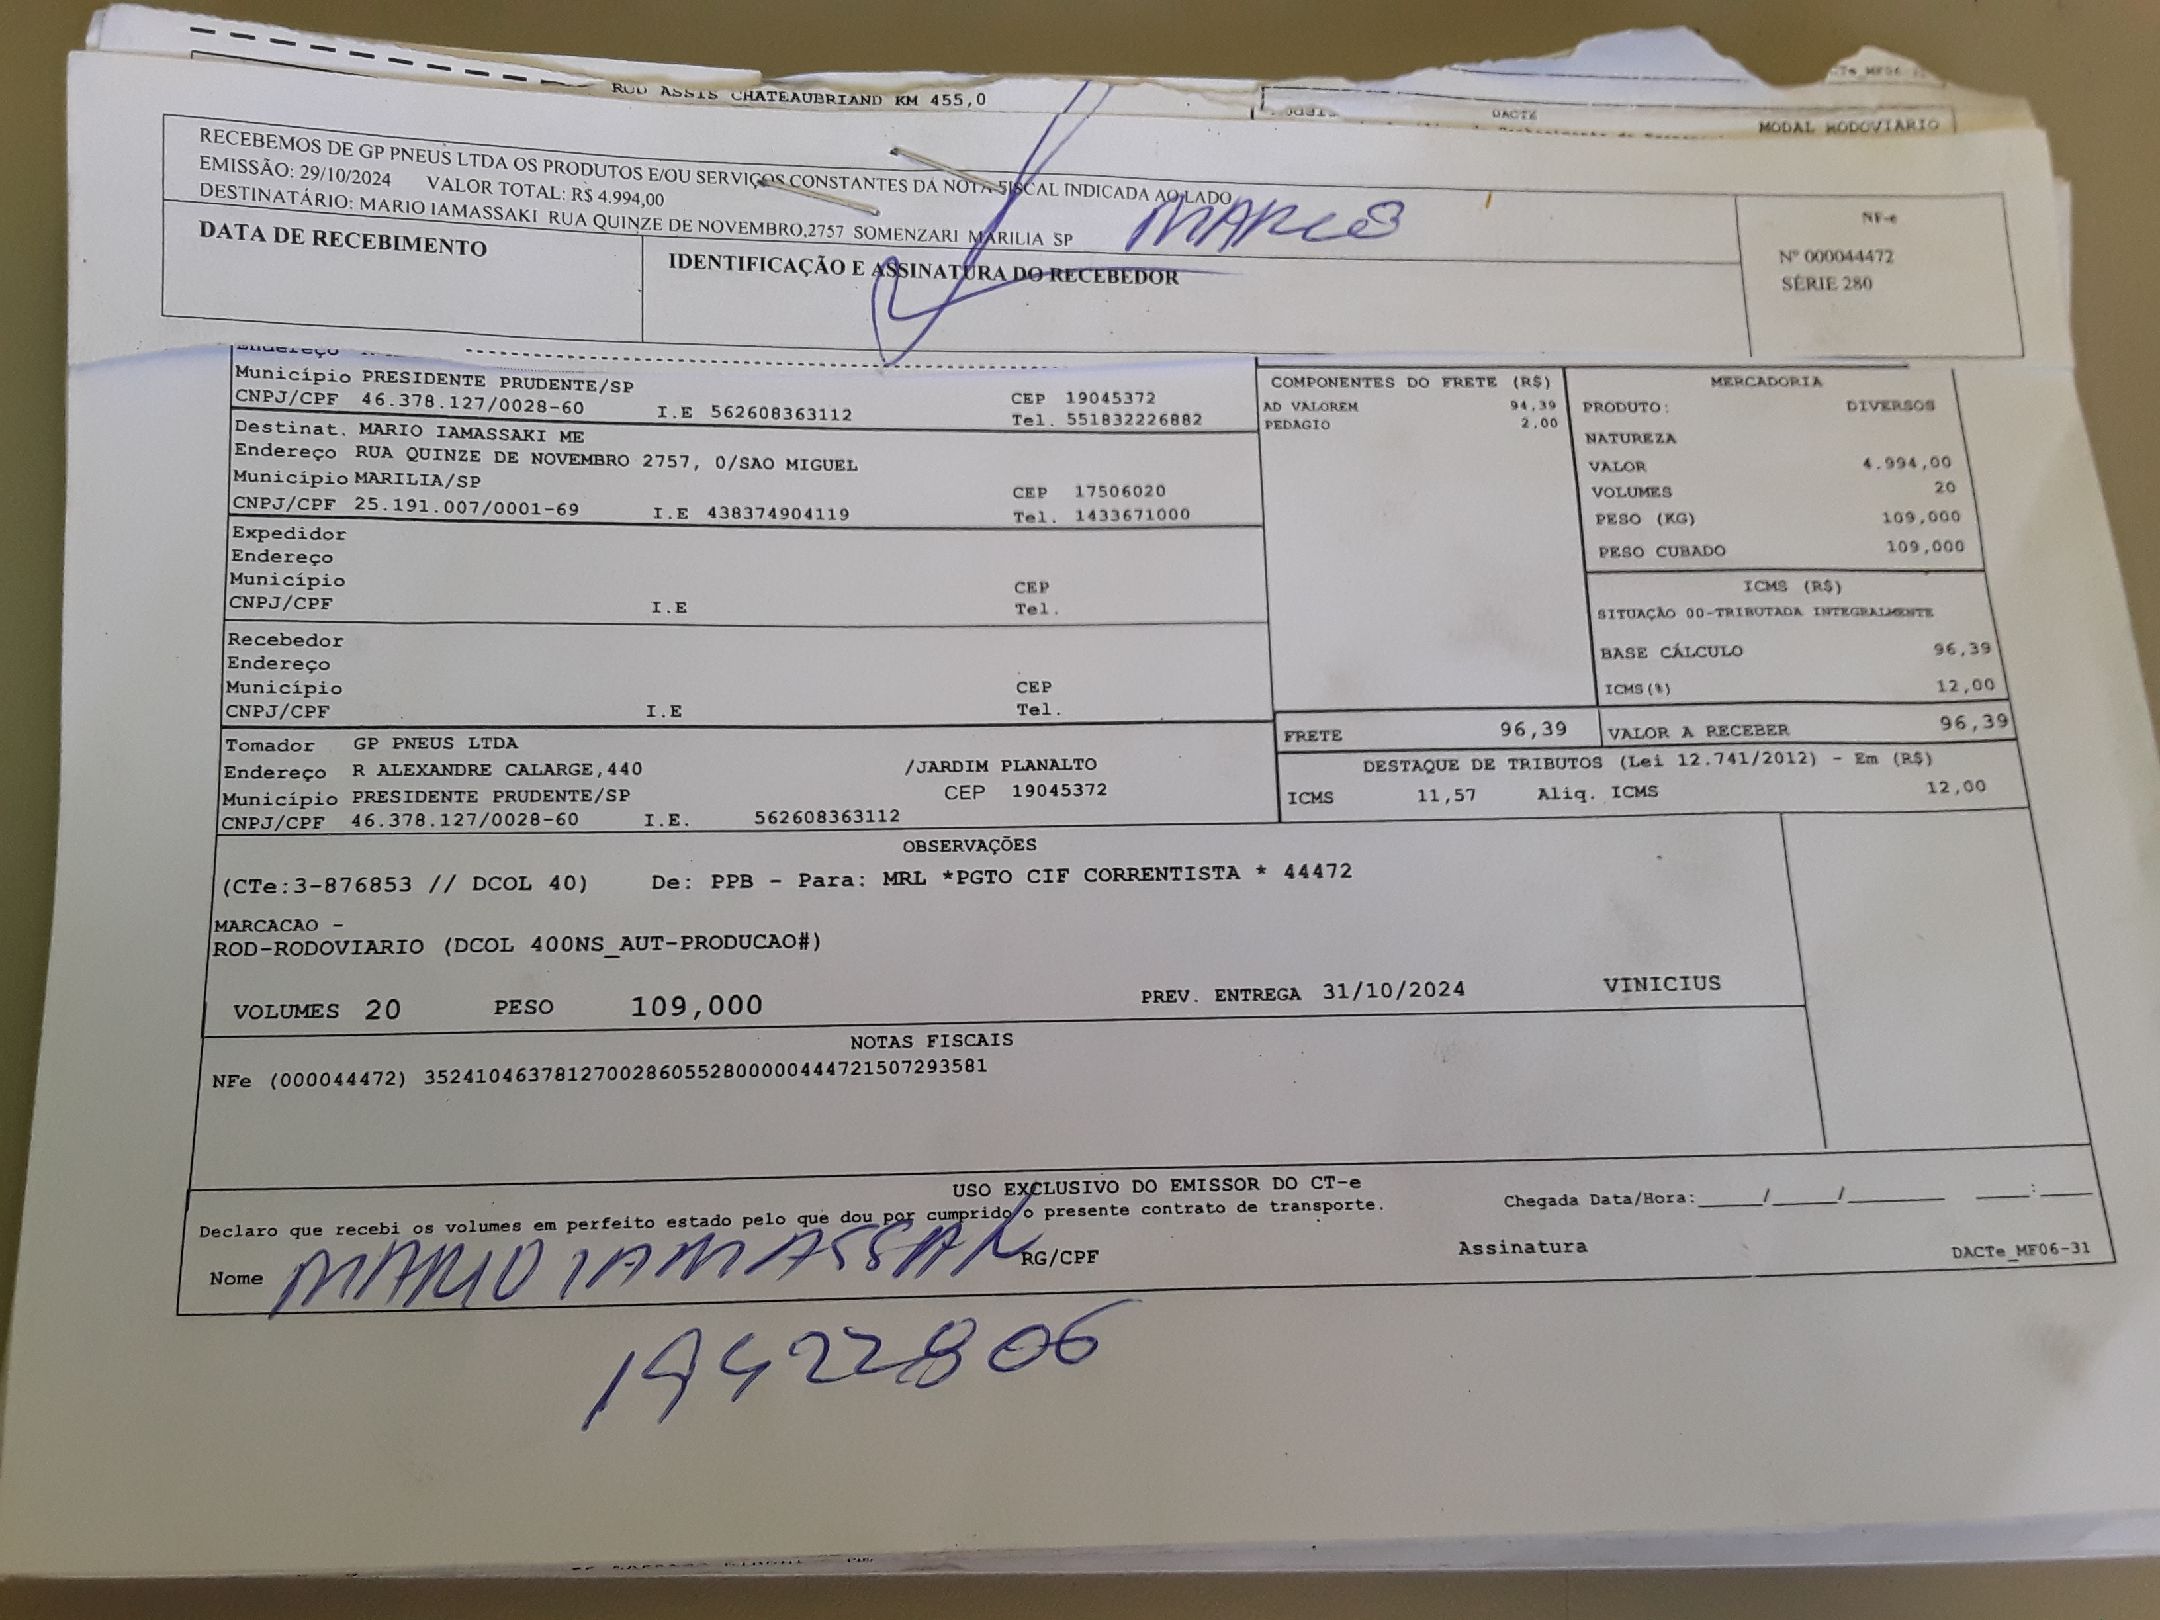 ROD ASSIS CHATEAUBRIAND KM 455,0
DACTE
MODAL RODOVIARIO
RECEBEMOS DE GP PNEUS LTDA OS PRODUTOS E/OU SERVIÇOS CONSTANTES DA NOTA FISCAL INDICADA AO LADO
EMISSÃO: 29/10/2024 VALOR TOTAL: R$ 4.994,00
DESTINATÁRIO: MARIO IAMASSAKI RUA QUINZE DE NOVEMBRO,2757 SOMENZARI MARILIA SP
DATA DE RECEBIMENTO
IDENTIFICAÇÃO E ASSINATURA DO RECEBEDOR
NF-e
Nº 000044472
SÉRIE 280
Endereço
Município PRESIDENTE PRUDENTE/SP CEP 19045372
CNPJ/CPF 46.378.127/0028-60 I.E 562608363112 Tel. 551832226882
Destinat. MARIO IAMASSAKI ME
Endereço RUA QUINZE DE NOVEMBRO 2757, 0/SAO MIGUEL
Município MARILIA/SP CEP 17506020
CNPJ/CPF 25.191.007/0001-69 I.E 438374904119 Tel. 1433671000
Expedidor
Endereço
Município CEP
CNPJ/CPF I.E Tel.
Recebedor
Endereço
Município CEP
CNPJ/CPF I.E Tel.
Tomador GP PNEUS LTDA
Endereço R ALEXANDRE CALARGE,440 /JARDIM PLANALTO
Município PRESIDENTE PRUDENTE/SP CEP 19045372
CNPJ/CPF 46.378.127/0028-60 I.E. 562608363112
COMPONENTES DO FRETE (R$)
AD VALOREM 94,39
PEDAGIO 2,00
MERCADORIA
PRODUTO: DIVERSOS
NATUREZA
VALOR 4.994,00
VOLUMES 20
PESO (KG) 109,000
PESO CUBADO 109,000
ICMS (R$)
SITUAÇÃO 00-TRIBUTADA INTEGRALMENTE
BASE CÁLCULO 96,39
ICMS(%) 12,00
FRETE 96,39 VALOR A RECEBER 96,39
DESTAQUE DE TRIBUTOS (Lei 12.741/2012) - Em (R$)
ICMS 11,57 Aliq. ICMS 12,00
OBSERVAÇÕES
(CTe:3-876853 // DCOL 40) De: PPB - Para: MRL *PGTO CIF CORRENTISTA * 44472
MARCACAO -
ROD-RODOVIARIO (DCOL 400NS_AUT-PRODUCAO#)
VOLUMES 20 PESO 109,000 PREV. ENTREGA 31/10/2024 VINICIUS
NOTAS FISCAIS
NFe (000044472) 35241046378127002860552800000444721507293581
USO EXCLUSIVO DO EMISSOR DO CT-e
Declaro que recebi os volumes em perfeito estado pelo que dou por cumprido o presente contrato de transporte.
Chegada Data/Hora:_____/_____/________ ___:____
Nome MARIO IAMASSAK RG/CPF Assinatura DACTe_MF06-31
19422806